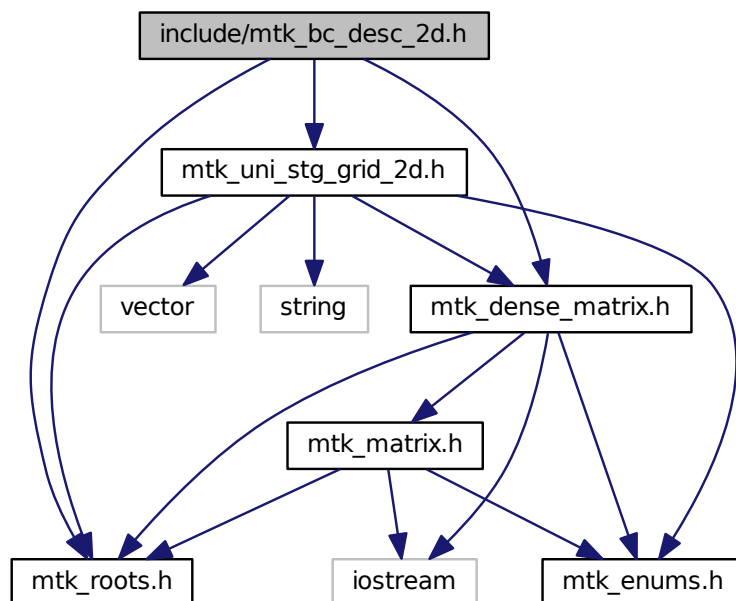 include/mtk_bc_desc_2d.h
mtk_uni_stg_grid_2d.h
vector
string
mtk_dense_matrix.h
mtk_matrix.h
mtk_roots.h
iostream
mtk_enums.h